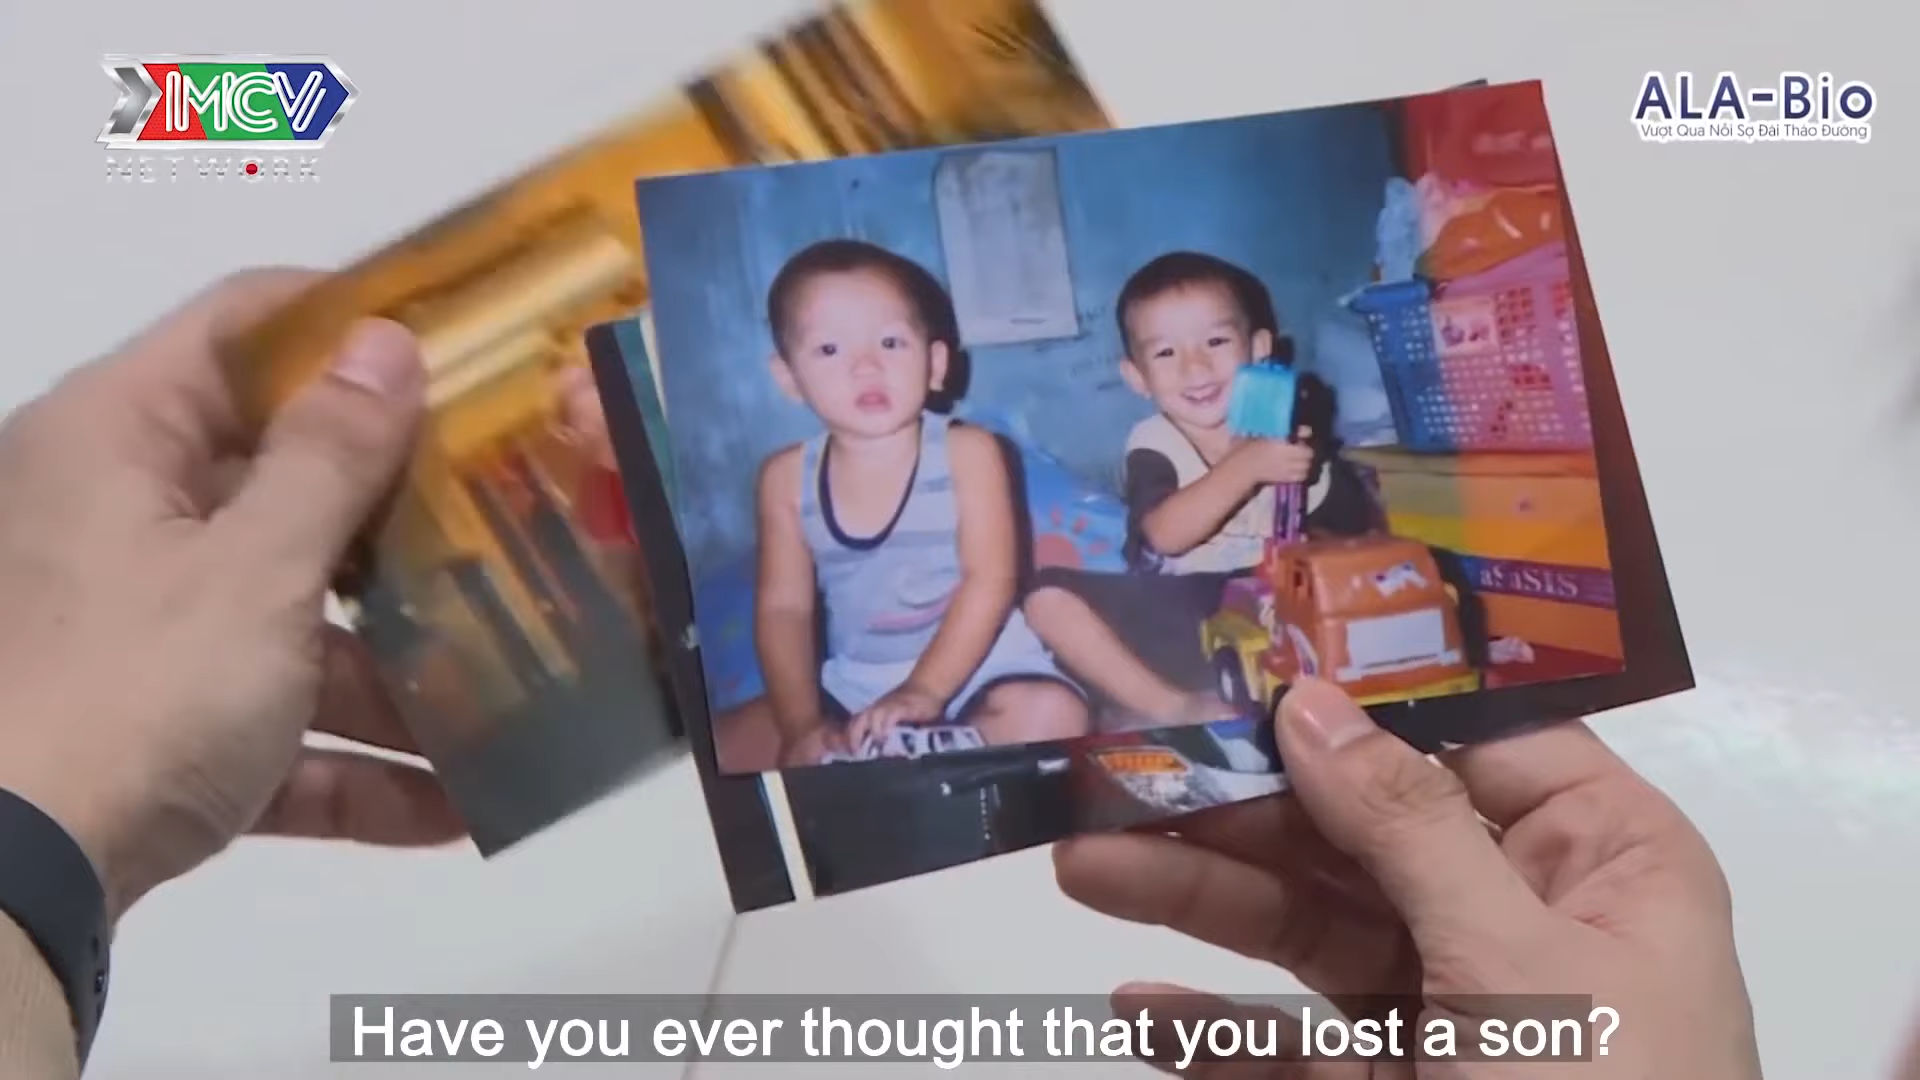 MCV
NETWORK
ALA-Bio
Vượt Qua Nỗi Sợ Đái Tháo Đường
Have you ever thought that you lost a son?